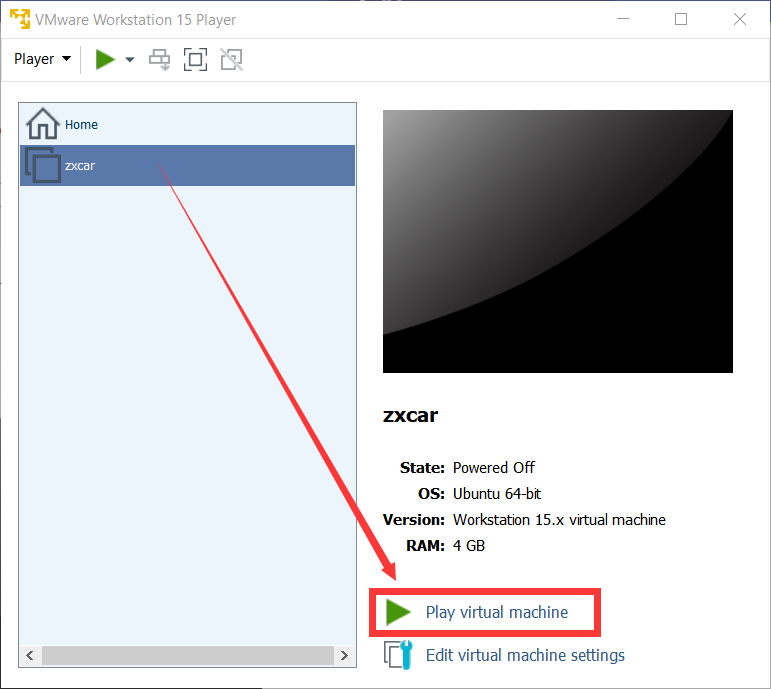 VMware Workstation 15 Player
Player
Home
zxcar
zxcar
State: Powered Off
OS: Ubuntu 64-bit
Version: Workstation 15.x virtual machine
RAM: 4 GB
Play virtual machine
Edit virtual machine settings